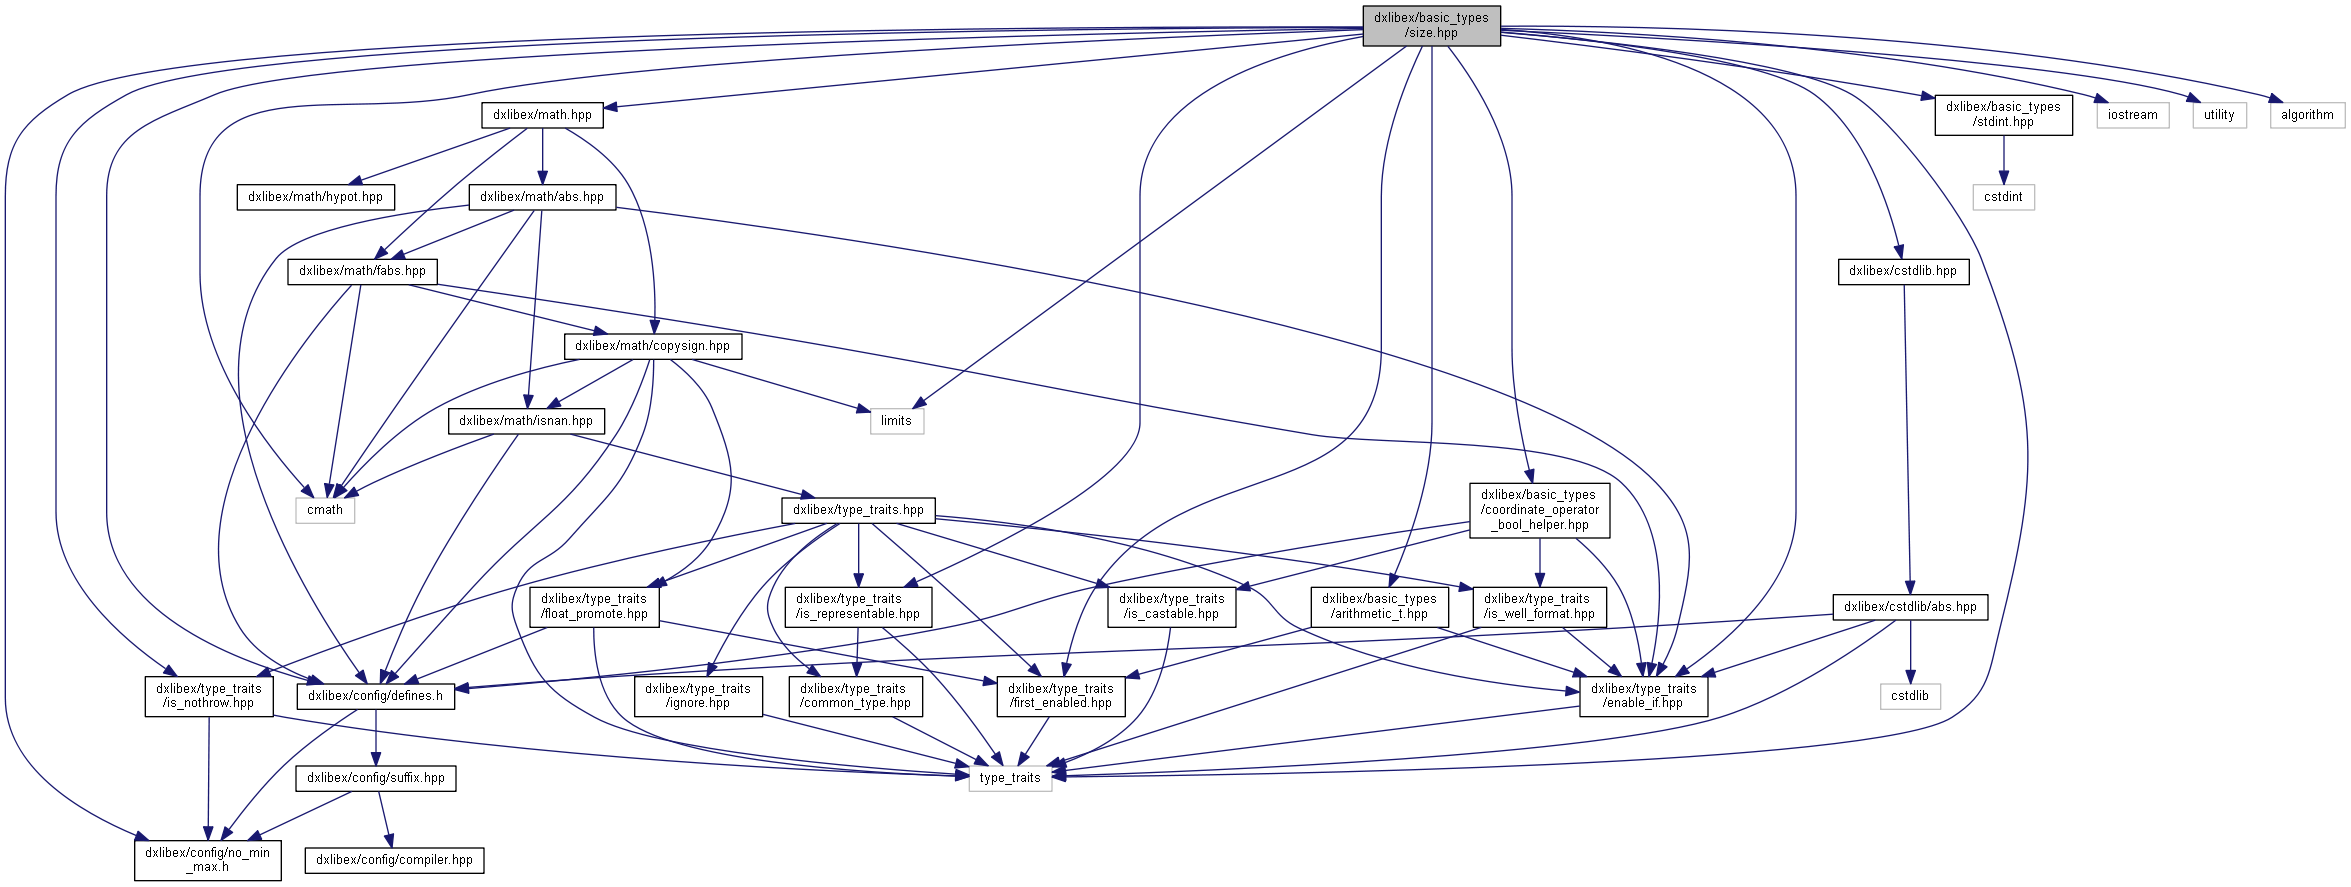 dxlibex/basic_types
/size.hpp
dxlibex/math.hpp
dxlibex/basic_types
/stdint.hpp
iostream
utility
algorithm
dxlibex/math/hypot.hpp
dxlibex/math/abs.hpp
cstdint
dxlibex/math/fabs.hpp
dxlibex/cstdlib.hpp
dxlibex/math/copysign.hpp
dxlibex/math/isnan.hpp
limits
cmath
dxlibex/type_traits.hpp
dxlibex/basic_types
/coordinate_operator
_bool_helper.hpp
dxlibex/type_traits
/float_promote.hpp
dxlibex/type_traits
/is_representable.hpp
dxlibex/type_traits
/is_castable.hpp
dxlibex/basic_types
/arithmetic_t.hpp
dxlibex/type_traits
/is_well_format.hpp
dxlibex/cstdlib/abs.hpp
dxlibex/type_traits
/is_nothrow.hpp
dxlibex/config/defines.h
dxlibex/type_traits
/ignore.hpp
dxlibex/type_traits
/common_type.hpp
dxlibex/type_traits
/first_enabled.hpp
dxlibex/type_traits
/enable_if.hpp
cstdlib
dxlibex/config/suffix.hpp
type_traits
dxlibex/config/no_min
_max.h
dxlibex/config/compiler.hpp